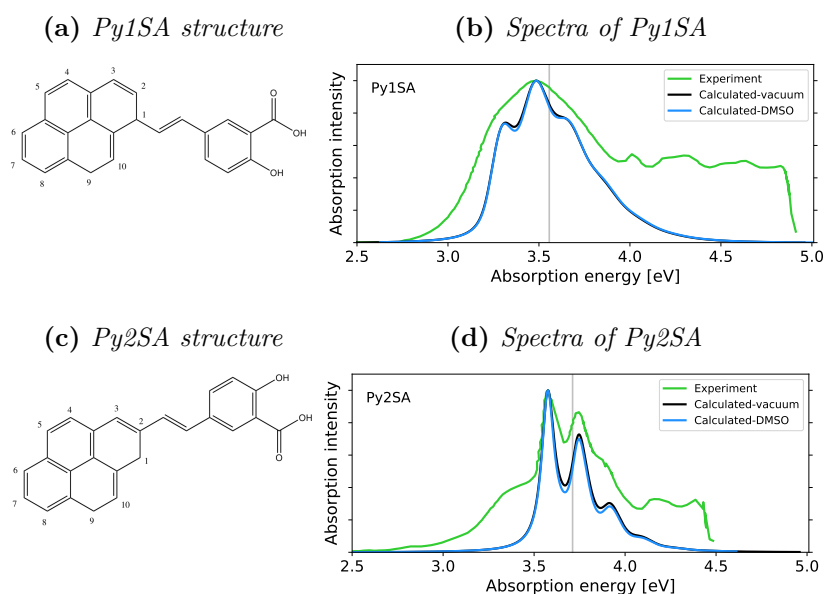 (a) Py1SA structure
(b) Spectra of Py1SA
5
4
3
2
1
6
7
8
9
10
O
OH
OH
Py1SA
Experiment
Calculated-vacuum
Calculated-DMSO
Absorption intensity
2.5 3.0 3.5 4.0 4.5 5.0
Absorption energy [eV]
(c) Py2SA structure
(d) Spectra of Py2SA
OH
OH
O
5
4
3
2
1
6
7
8
9
10
Py2SA
Experiment
Calculated-vacuum
Calculated-DMSO
Absorption intensity
2.5 3.0 3.5 4.0 4.5 5.0
Absorption energy [eV]